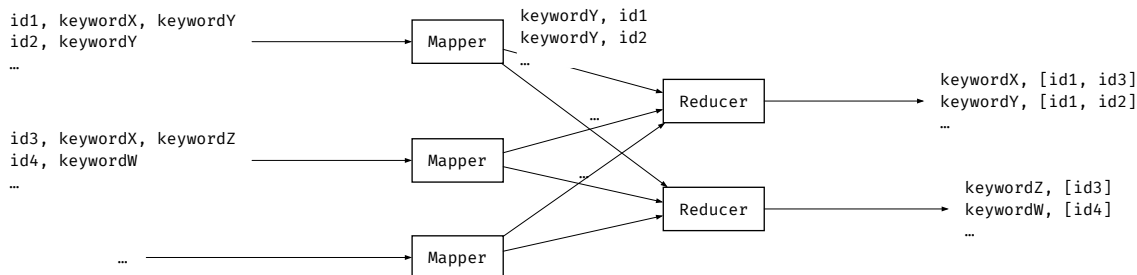 id1, keywordX, keywordY
id2, keywordY
…
Mapper
keywordY, id1
keywordY, id2
…
Reducer
keywordX, [id1, id3]
keywordY, [id1, id2]
…
id3, keywordX, keywordZ
id4, keywordW
…
Mapper
…
…
Reducer
keywordZ, [id3]
keywordW, [id4]
…
…
Mapper